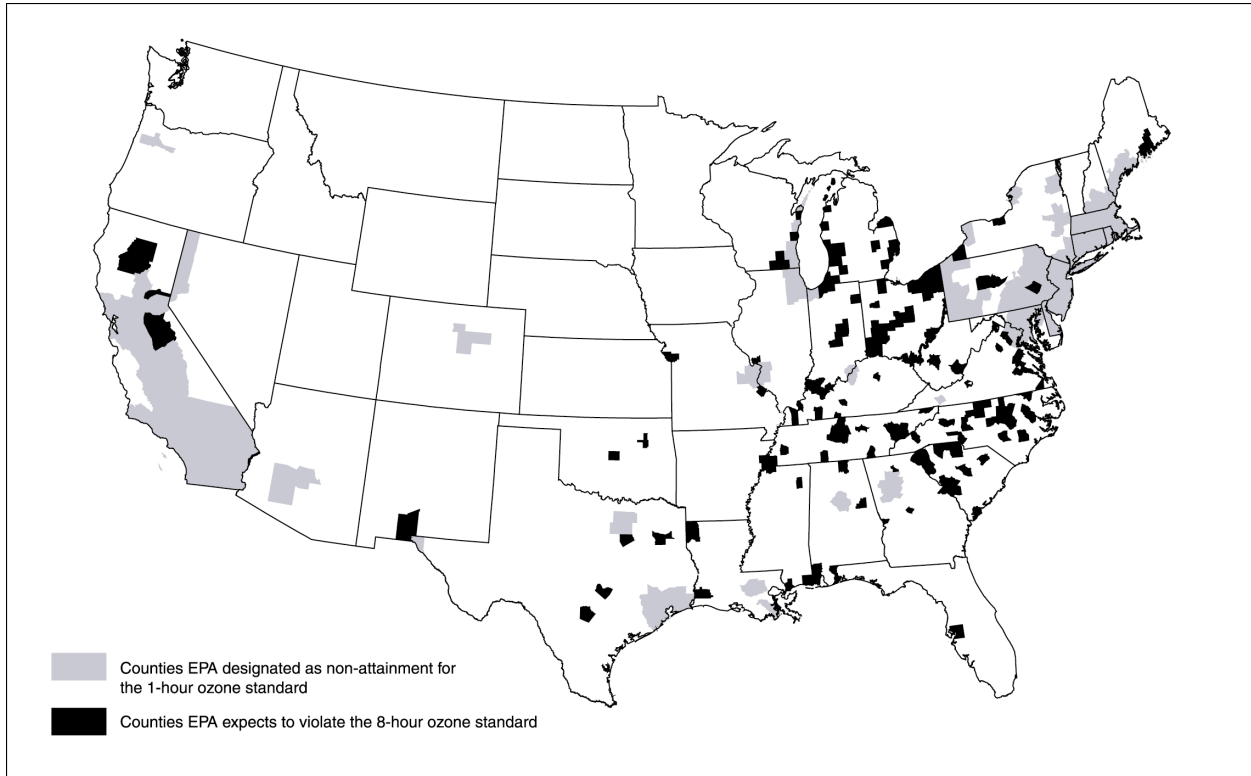 Counties EPA designated as non-attainment for
the 1-hour ozone standard
Counties EPA expects to violate the 8-hour ozone standard